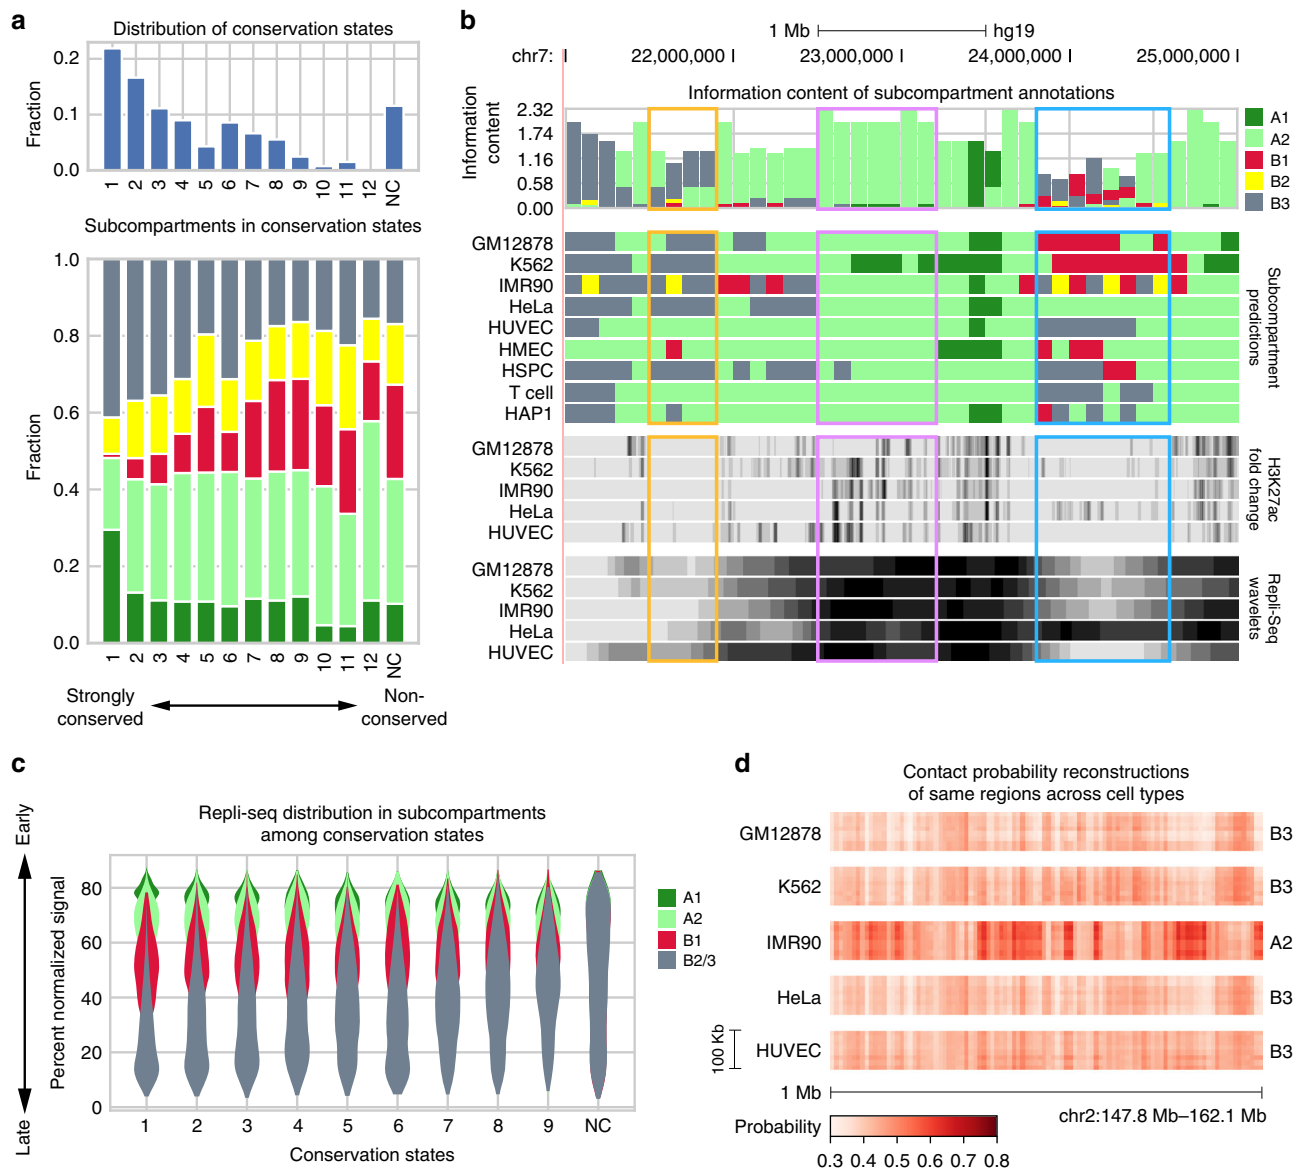 a
Distribution of conservation states
Fraction
0.2
0.1
0.0
1 2 3 4 5 6 7 8 9 10 11 12 NC
Subcompartments in conservation states
Fraction
1.0
0.8
0.6
0.4
0.2
0.0
1 2 3 4 5 6 7 8 9 10 11 12 NC
Strongly conserved
Non-conserved
b
1 Mb hg19
chr7: 22,000,000 23,000,000 24,000,000 25,000,000
Information content of subcompartment annotations
Information content
2.32
1.74
1.16
0.58
0.00
A1
A2
B1
B2
B3
GM12878
K562
IMR90
HeLa
HUVEC
HMEC
HSPC
T cell
HAP1
Subcompartment predictions
GM12878
K562
IMR90
HeLa
HUVEC
H3K27ac fold change
GM12878
K562
IMR90
HeLa
HUVEC
Repli-Seq wavelets
c
Repli-seq distribution in subcompartments
among conservation states
Early
Late
Percent normalized signal
80
60
40
20
0
1 2 3 4 5 6 7 8 9 NC
Conservation states
A1
A2
B1
B2/3
d
Contact probability reconstructions
of same regions across cell types
GM12878 B3
K562 B3
IMR90 A2
HeLa B3
HUVEC B3
100 Kb
1 Mb
chr2:147.8 Mb–162.1 Mb
Probability
0.3 0.4 0.6 0.7 0.8